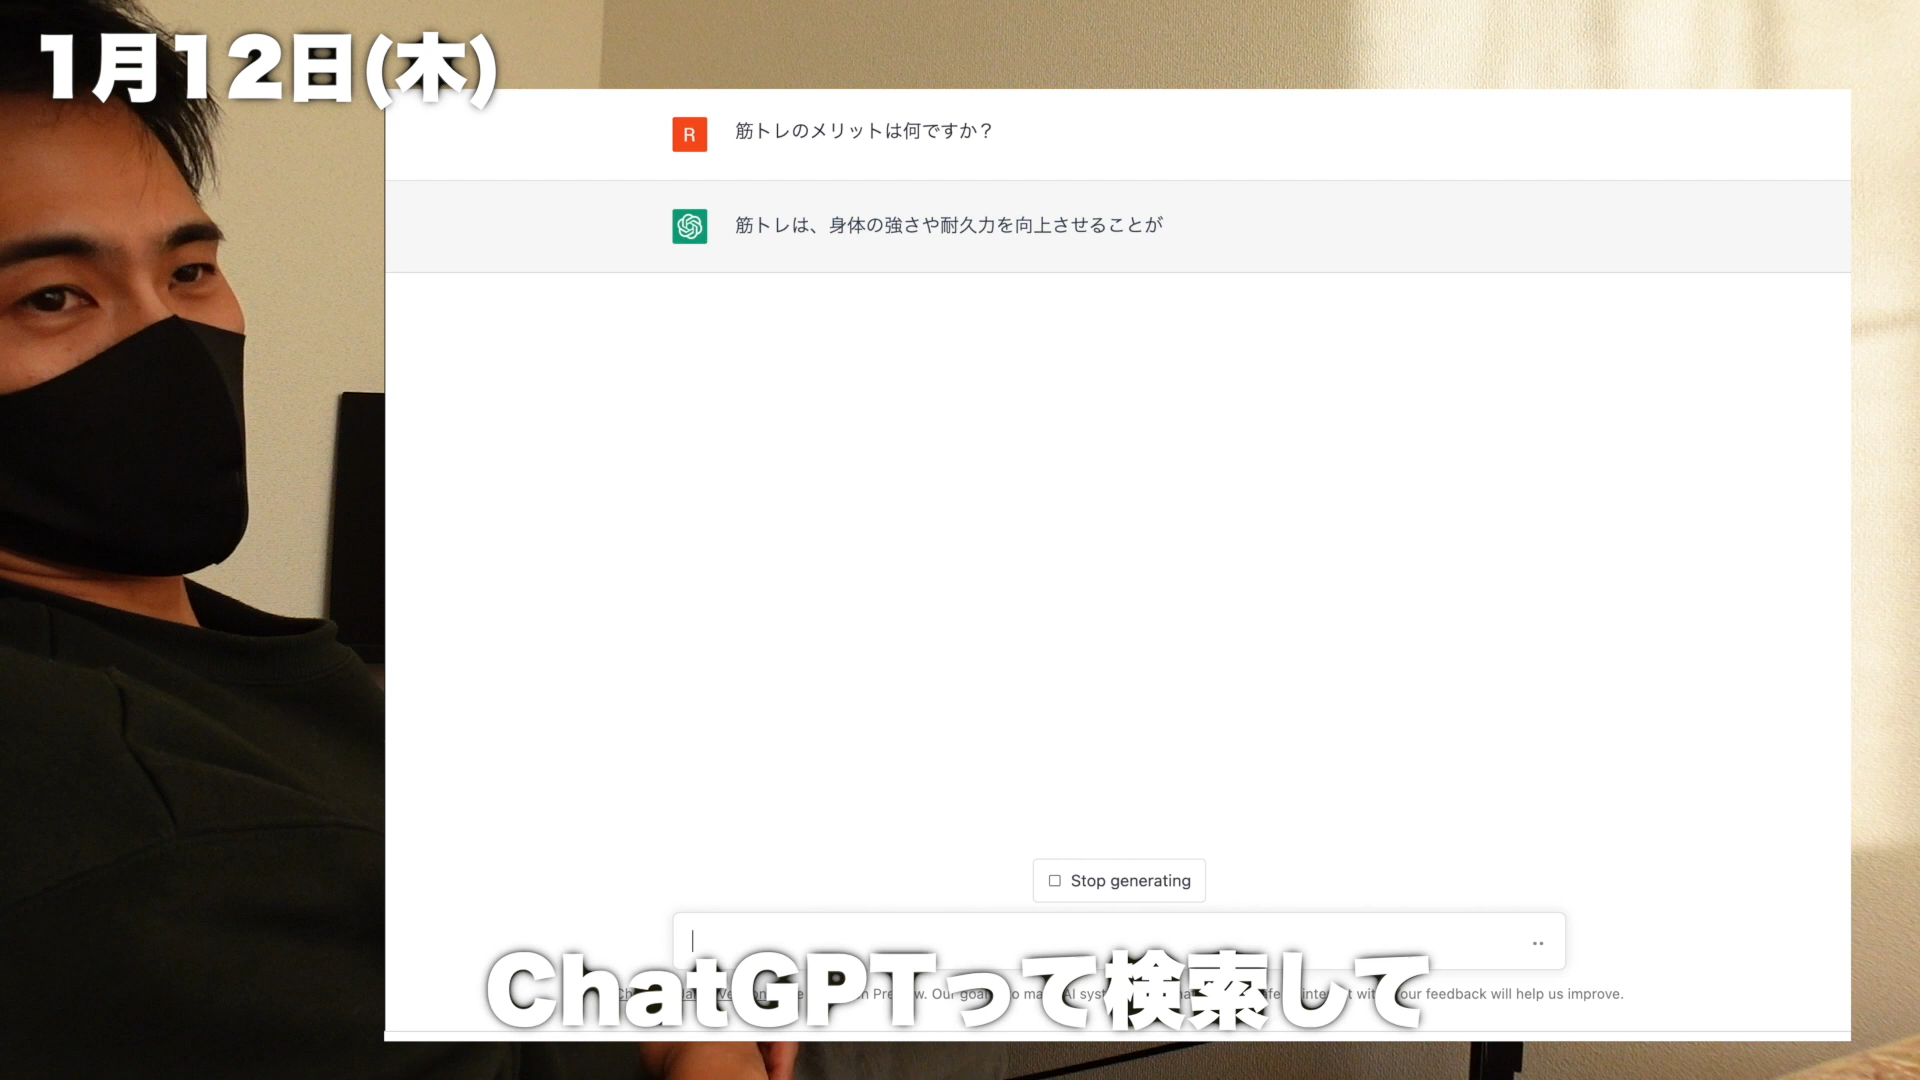 1月12日(木)
R
筋トレのメリットは何ですか？
筋トレは、身体の強さや耐久力を向上させることが
Stop generating
ChatGPTって検索して
our feedback will help us improve.